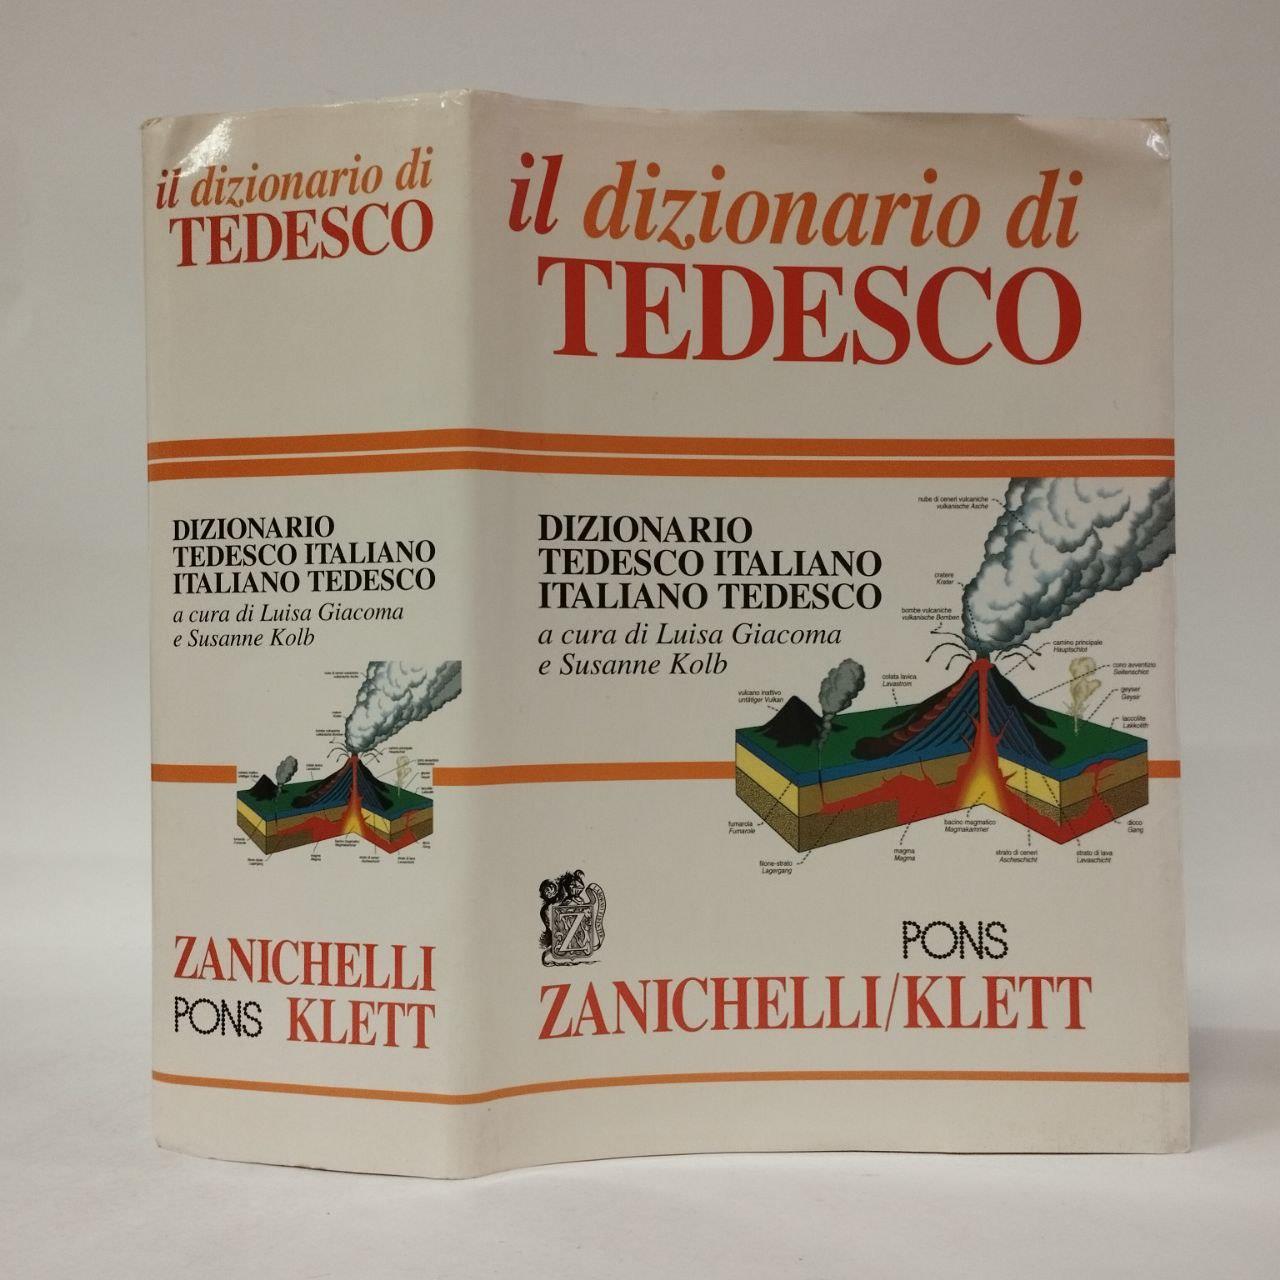 il dizionario di
TEDESCO
DIZIONARIO
TEDESCO ITALIANO
ITALIANO TEDESCO
a cura di Luisa Giacoma
e Susanne Kolb
ZANICHELLI
PONS KLETT
il dizionario di
TEDESCO
DIZIONARIO
TEDESCO ITALIANO
ITALIANO TEDESCO
a cura di Luisa Giacoma
e Susanne Kolb
nube di ceneri vulcaniche
vulkanische Asche
cratere
Krater
bombe vulcaniche
vulkanische Bomben
camino principale
Hauptschlot
cono avventizio
Seitenschlot
colata lavica
Lavastrom
vulcano inattivo
untätiger Vulkan
geyser
Geysir
laccolite
Lakkolith
fumarola
Fumarole
bacino magmatico
Magmakammer
dicco
Gang
magma
Magma
strato di ceneri
Ascheschicht
strato di lava
Lavaschicht
filone-strato
Lagergang
Z
PONS
ZANICHELLI/KLETT